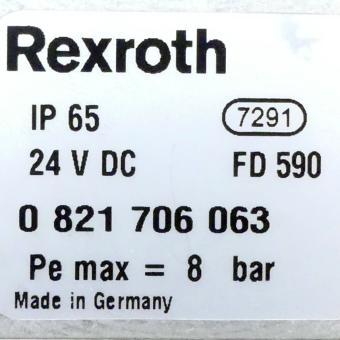 Rexroth
IP 65 7291
24 V DC FD 590
0 821 706 063
Pe max = 8 bar
Made in Germany